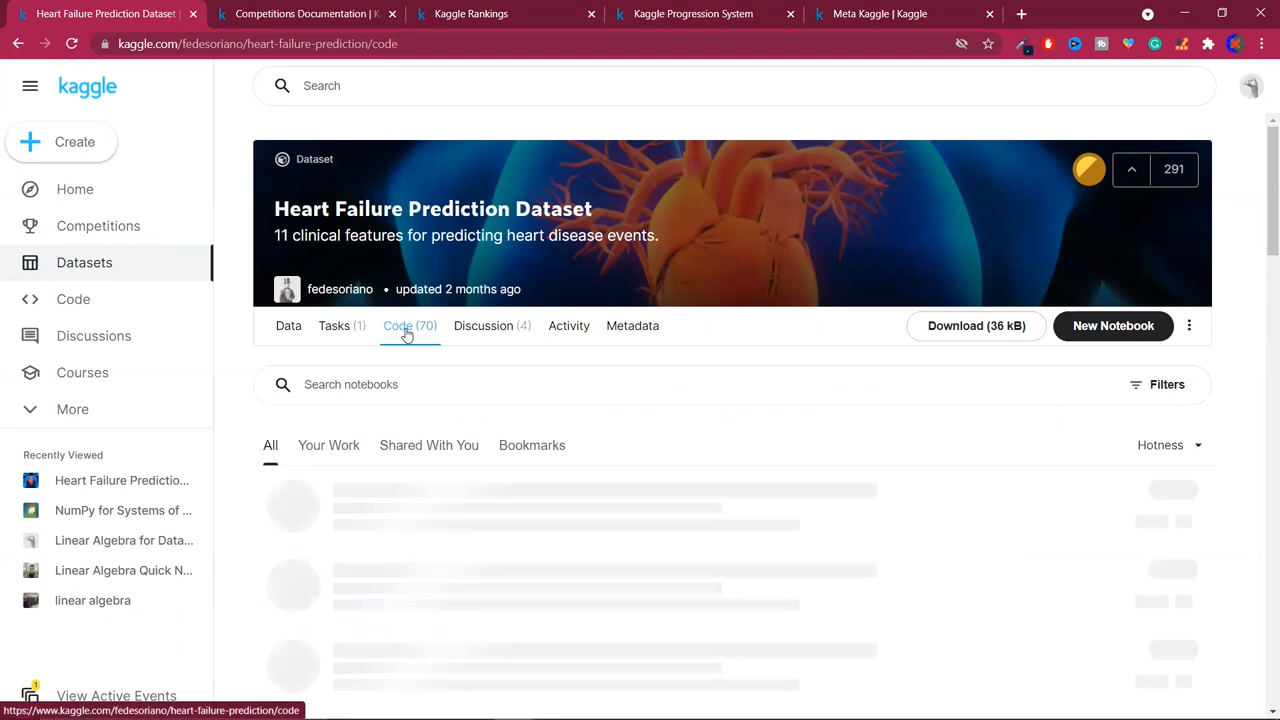 Heart Failure Prediction Dataset |
Competitions Documentation | K
Kaggle Rankings
Kaggle Progression System
Meta Kaggle | Kaggle
kaggle.com/fedesoriano/heart-failure-prediction/code
kaggle
Search
Create
Home
Competitions
Datasets
Code
Discussions
Courses
More
Recently Viewed
Heart Failure Predictio...
NumPy for Systems of ...
Linear Algebra for Data...
Linear Algebra Quick N...
linear algebra
1
View Active Events
Dataset
291
Heart Failure Prediction Dataset
11 clinical features for predicting heart disease events.
fedesoriano • updated 2 months ago
Data Tasks (1) Code (70) Discussion (4) Activity Metadata
Download (36 kB) New Notebook
Search notebooks
Filters
All Your Work Shared With You Bookmarks
Hotness
https://www.kaggle.com/fedesoriano/heart-failure-prediction/code